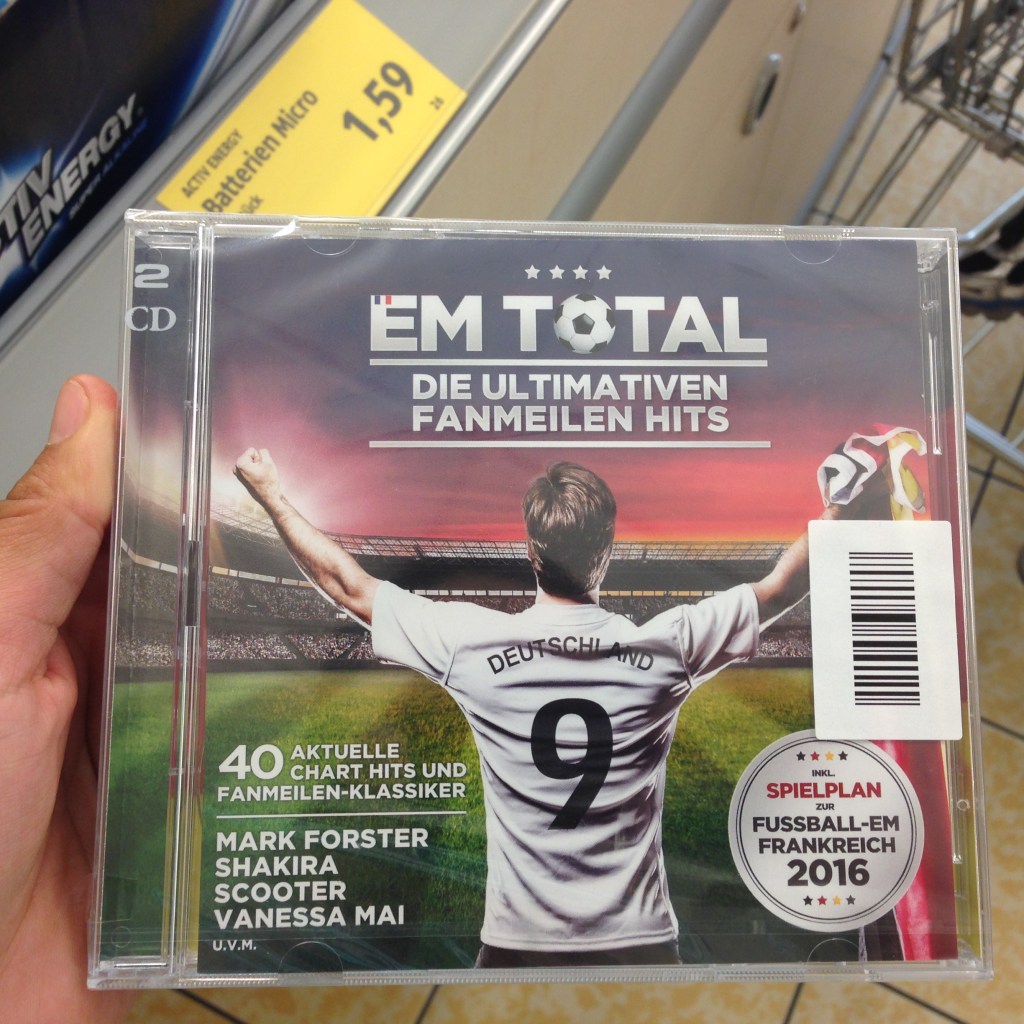 ACTIV ENERGY
Batterien Micro
1,59
26
ENERGY
2
CD
EM TOTAL
DIE ULTIMATIVEN
FANMEILEN HITS
DEUTSCHLAND
9
40 AKTUELLE
CHART HITS UND
FANMEILEN-KLASSIKER
MARK FORSTER
SHAKIRA
SCOOTER
VANESSA MAI
U.V.M.
INKL.
SPIELPLAN
ZUR
FUSSBALL-EM
FRANKREICH
2016